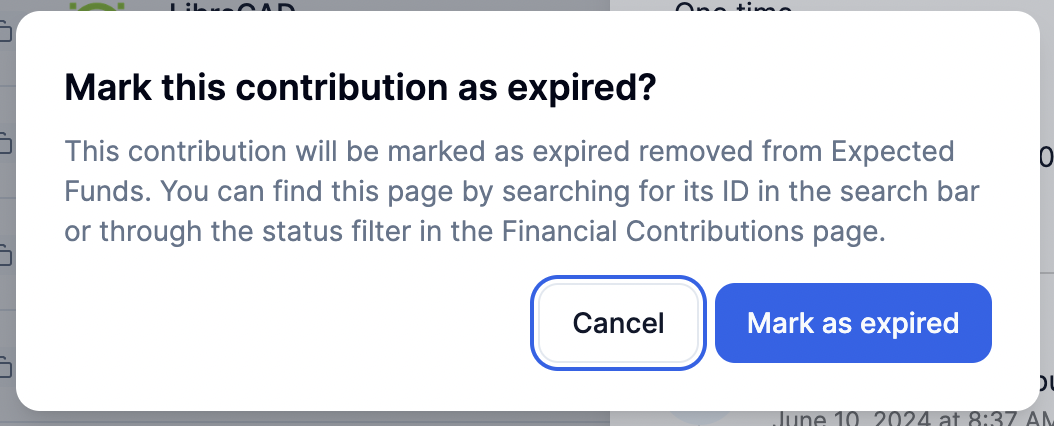 LibreCAD
One time
Mark this contribution as expired?
This contribution will be marked as expired removed from Expected
Funds. You can find this page by searching for its ID in the search bar
or through the status filter in the Financial Contributions page.
Cancel
Mark as expired
June 10, 2024 at 8:37 AM